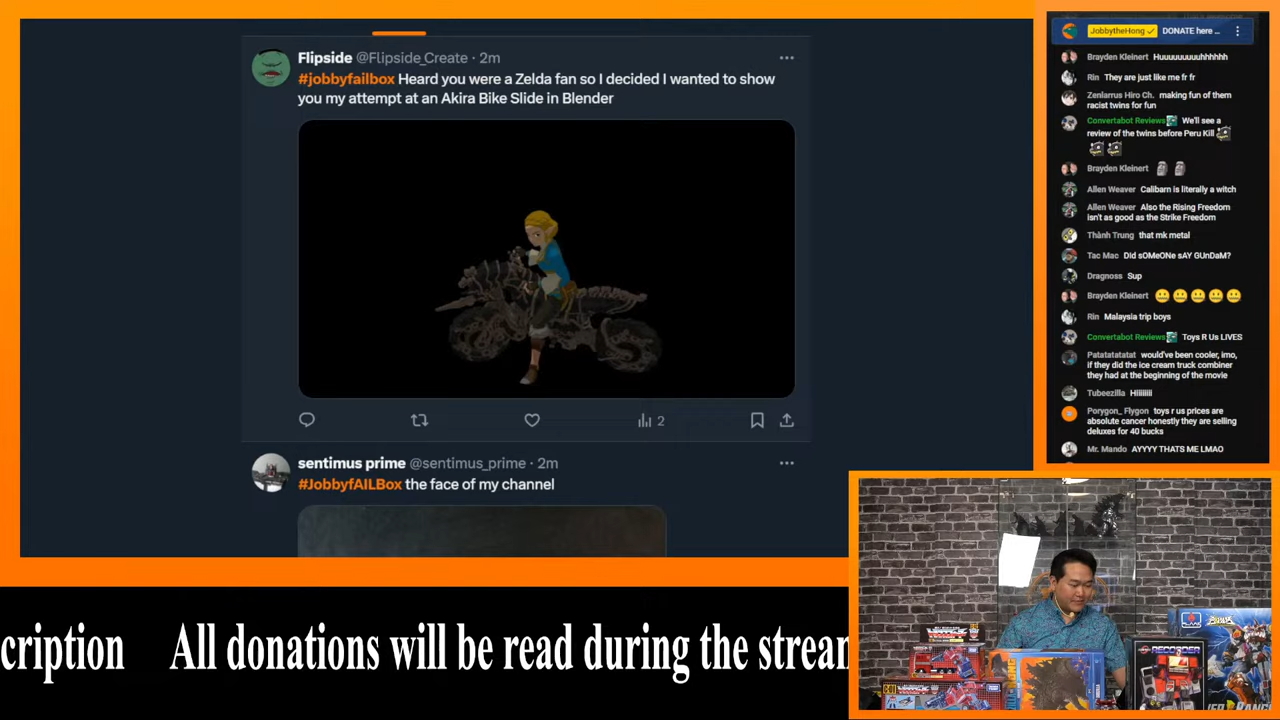 Flipside @Flipside_Create · 2m
#jobbyfailbox Heard you were a Zelda fan so I decided I wanted to show
you my attempt at an Akira Bike Slide in Blender
2
sentimus prime @sentimus_prime · 2m
#JobbyfAILBox the face of my channel
JobbytheHong DONATE here ...
Brayden Kleinert Huuuuuuuuhhhhhh
Rin They are just like me fr fr
Zenlarrus Hiro Ch. making fun of them
racist twins for fun
Convertabot Reviews We'll see a
review of the twins before Peru Kill
Brayden Kleinert
Allen Weaver Calibarn is literally a witch
Allen Weaver Also the Rising Freedom
isn't as good as the Strike Freedom
Thành Trung that mk metal
Tac Mac Did sOMeONe sAY GUnDaM?
Dragnoss Sup
Brayden Kleinert
Rin Malaysia trip boys
Convertabot Reviews Toys R Us LIVES
Patatatatatat would've been cooler, imo,
if they did the ice cream truck combiner
they had at the beginning of the movie
Tubeezilla HIiiiiiii
Porygon_ Flygon toys r us prices are
absolute cancer honestly they are selling
deluxes for 40 bucks
Mr. Mando AYYYY THATS ME LMAO
cription All donations will be read during the strean
RECORDER